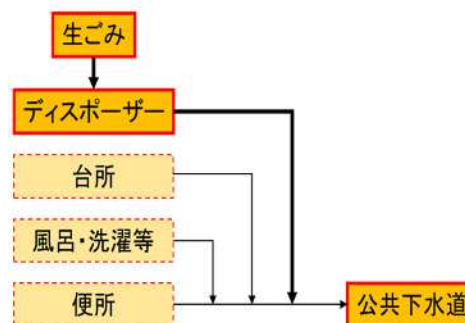 生ごみ
ディスポーザー
台所
風呂・洗濯等
便所
公共下水道